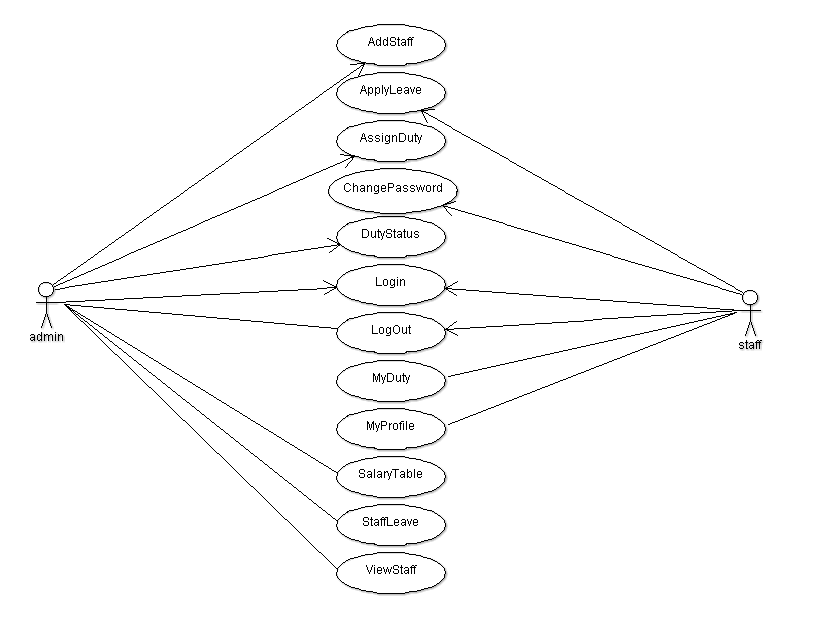 AddStaff
ApplyLeave
AssignDuty
ChangePassword
DutyStatus
Login
LogOut
MyDuty
MyProfile
SalaryTable
StaffLeave
ViewStaff
admin
staff